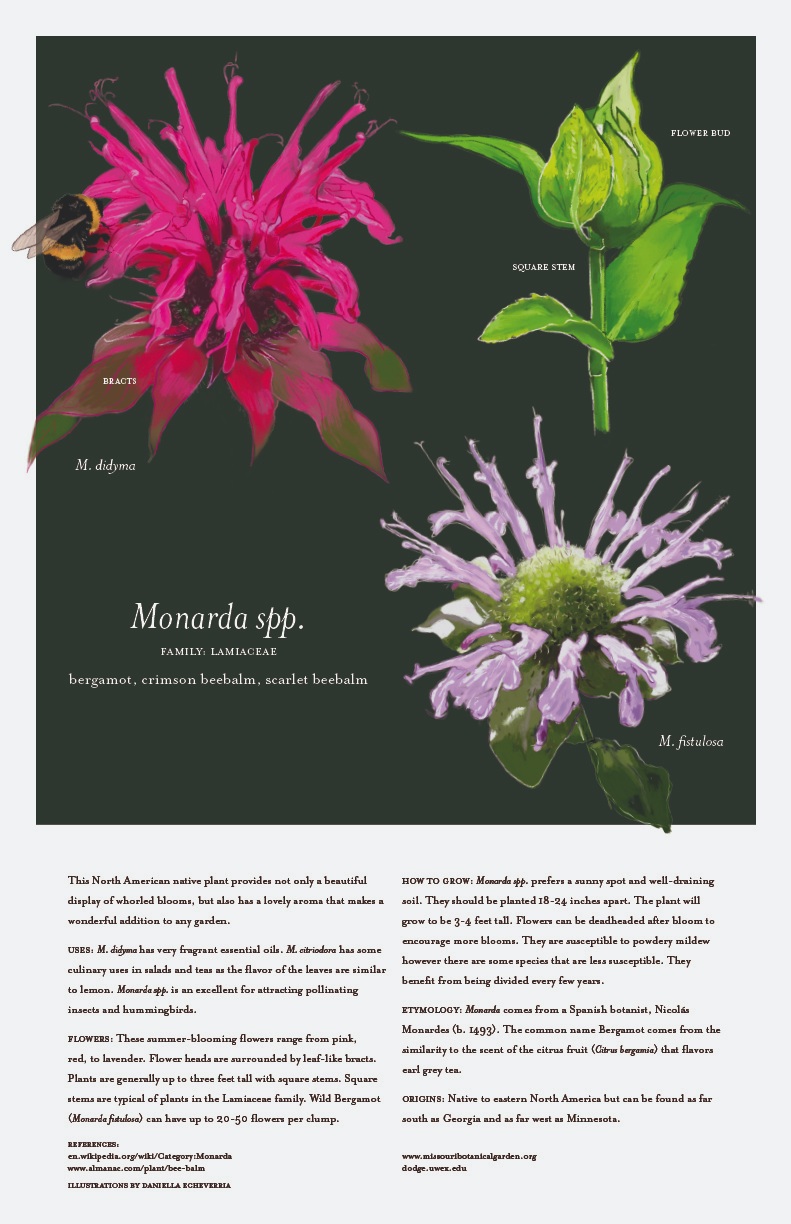 FLOWER BUD
SQUARE STEM
BRACTS
M. didyma
Monarda spp.
FAMILY: LAMIACEAE
bergamot, crimson beebalm, scarlet beebalm
M. fistulosa
This North American native plant provides not only a beautiful
display of whorled blooms, but also has a lovely aroma that makes a
wonderful addition to any garden.
USES: M. didyma has very fragrant essential oils. M. citriodora has some
culinary uses in salads and teas as the flavor of the leaves are similar
to lemon. Monarda spp. is an excellent for attracting pollinating
insects and hummingbirds.
FLOWERS: These summer-blooming flowers range from pink,
red, to lavender. Flower heads are surrounded by leaf-like bracts.
Plants are generally up to three feet tall with square stems. Square
stems are typical of plants in the Lamiaceae family. Wild Bergamot
(Monarda fistulosa) can have up to 20-50 flowers per clump.
REFERENCES:
en.wikipedia.org/wiki/Category:Monarda
www.almanac.com/plant/bee-balm
ILLUSTRATIONS BY DANIELLA ECHEVERRIA
HOW TO GROW: Monarda spp. prefers a sunny spot and well-draining
soil. They should be planted 18-24 inches apart. The plant will
grow to be 3-4 feet tall. Flowers can be deadheaded after bloom to
encourage more blooms. They are susceptible to powdery mildew
however there are some species that are less susceptible. They
benefit from being divided every few years.
ETYMOLOGY: Monarda comes from a Spanish botanist, Nicolás
Monardes (b. 1493). The common name Bergamot comes from the
similarity to the scent of the citrus fruit (Citrus bergamia) that flavors
earl grey tea.
ORIGINS: Native to eastern North America but can be found as far
south as Georgia and as far west as Minnesota.
www.missouribotanicalgarden.org
dodge.uwex.edu